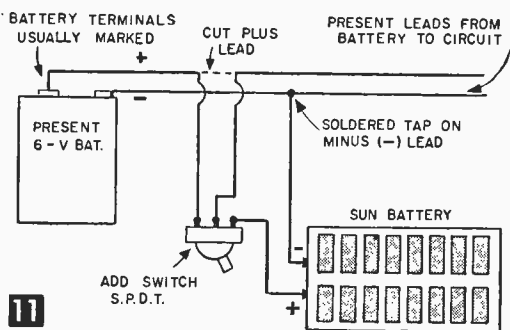 BATTERY TERMINALS
USUALLY MARKED
+
CUT PLUS
LEAD
PRESENT LEADS FROM
BATTERY TO CIRCUIT
-
PRESENT
6-V BAT.
SOLDERED TAP ON
MINUS (-) LEAD
SUN BATTERY
-
+
ADD SWITCH
S.P.D.T.
11